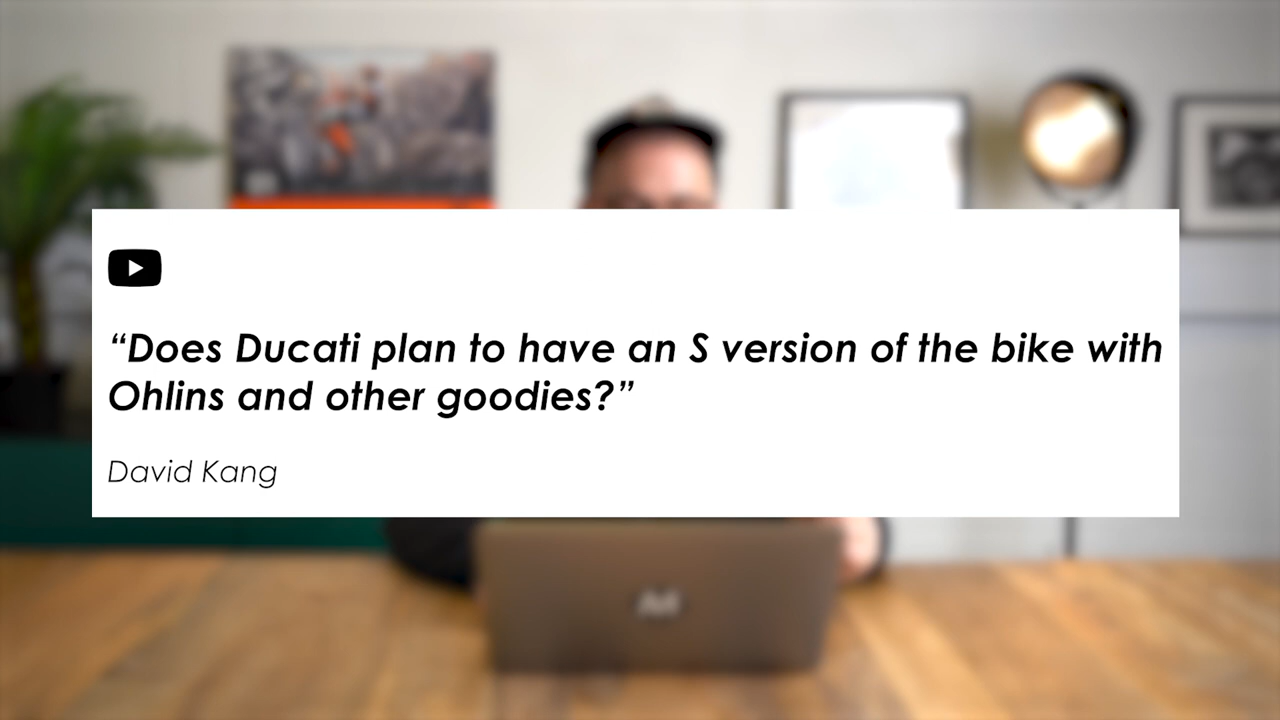 “Does Ducati plan to have an S version of the bike with
Ohlins and other goodies?”
David Kang